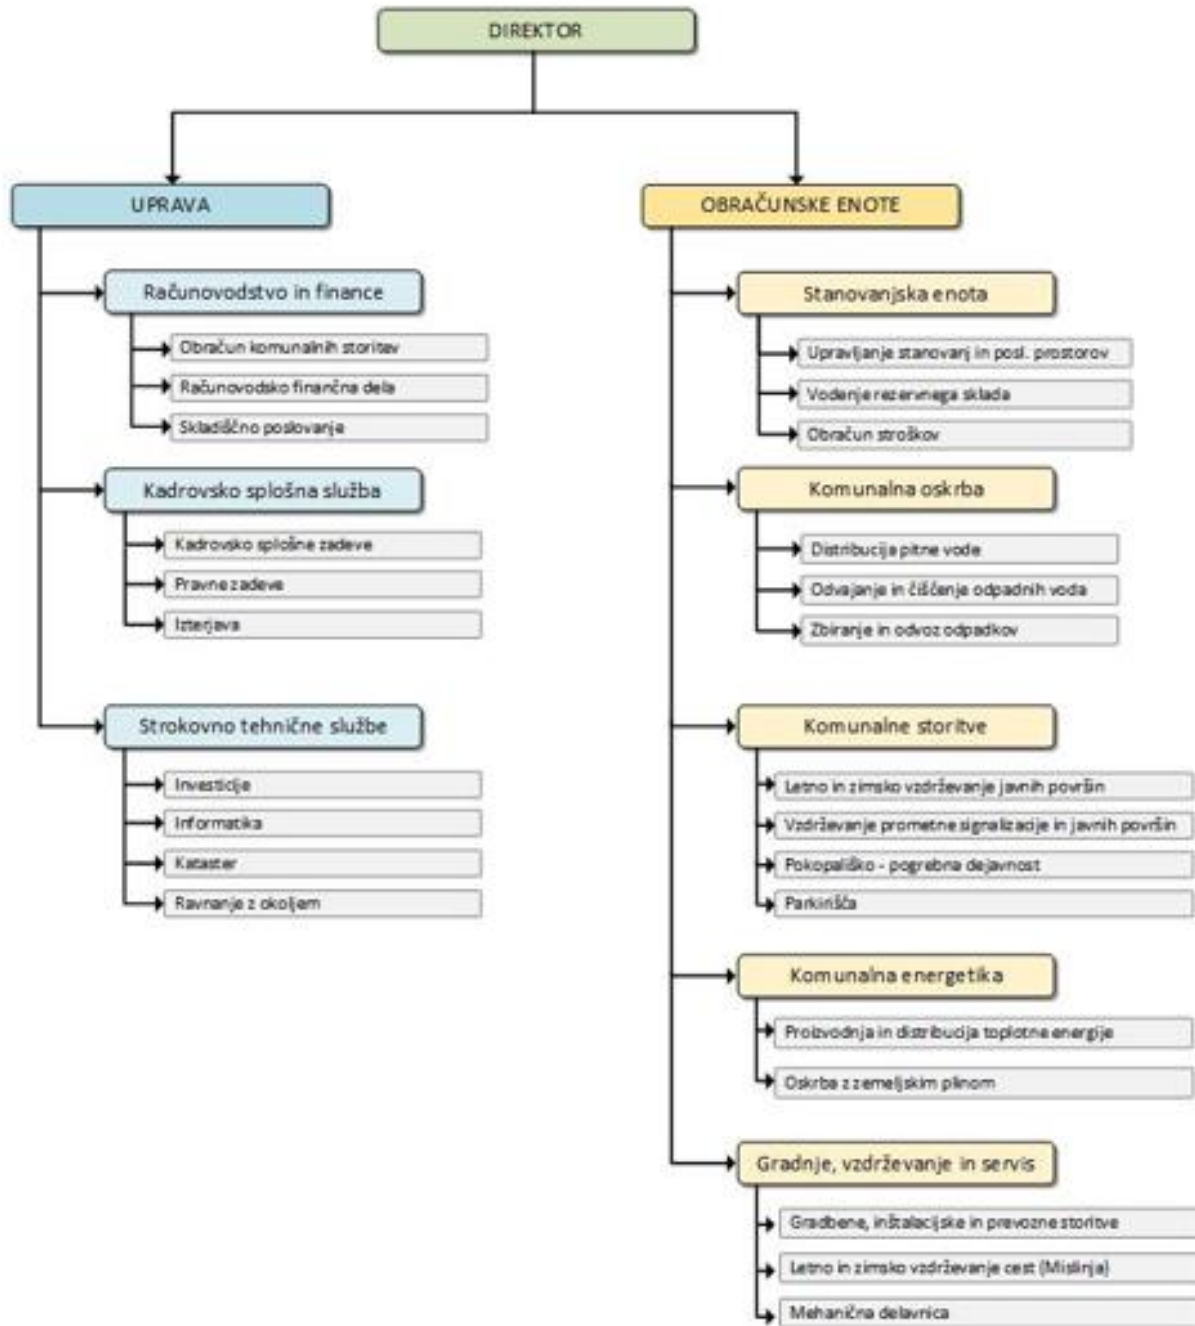 DIREKTOR
UPRAVA
Računovodstvo in finance
Obračun komunalnih storitev
Računovodsko finančna dela
Skladiščno poslovanje
Kadrovsko splošna služba
Kadrovsko splošne zadeve
Pravne zadeve
Izterjava
Strokovno tehnične službe
Investicije
Informatika
Kataster
Ravnanje z okoljem
OBRAČUNSKE ENOTE
Stanovanjska enota
Upravljanje stanovanj in posl. prostorov
Vodenje rezervnega sklada
Obračun stroškov
Komunalna oskrba
Distribucija pitne vode
Odvajanje in čiščenje odpadnih voda
Zbiranje in odvoz odpadkov
Komunalne storitve
Letno in zimsko vzdrževanje javnih površin
Vzdrževanje prometne signalizacije in javnih površin
Pokopališko - pogrebna dejavnost
Parkirišča
Komunalna energetika
Proizvodnja in distribucija toplotne energije
Oskrba z zemeljskim plinom
Gradnje, vzdrževanje in servis
Gradbene, inštalacijske in prevozne storitve
Letno in zimsko vzdrževanje cest (Mislinja)
Mehanična delavnica